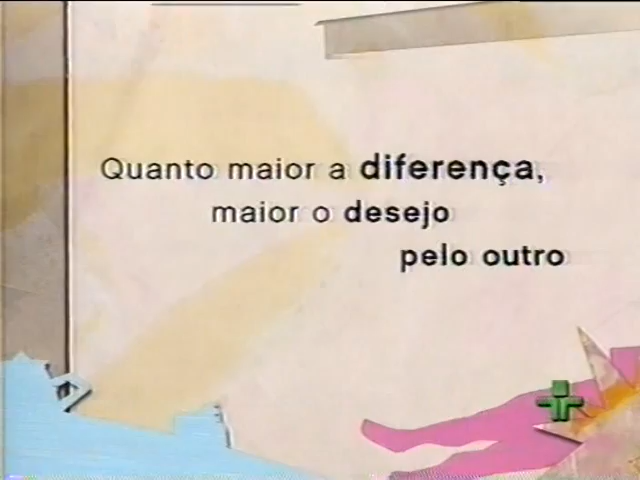 Quanto maior a diferença,
maior o desejo
pelo outro